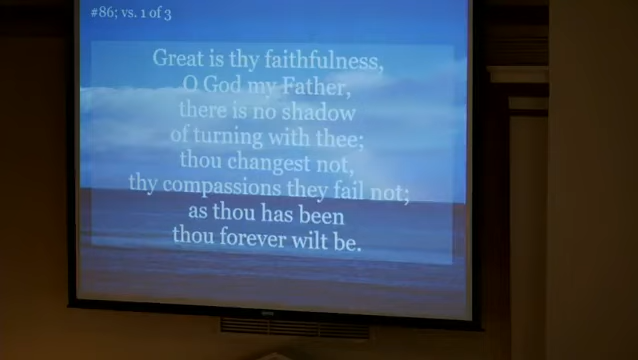 #86; vs. 1 of 3
Great is thy faithfulness,
O God my Father,
there is no shadow
of turning with thee;
thou changest not,
thy compassions they fail not;
as thou has been
thou forever wilt be.